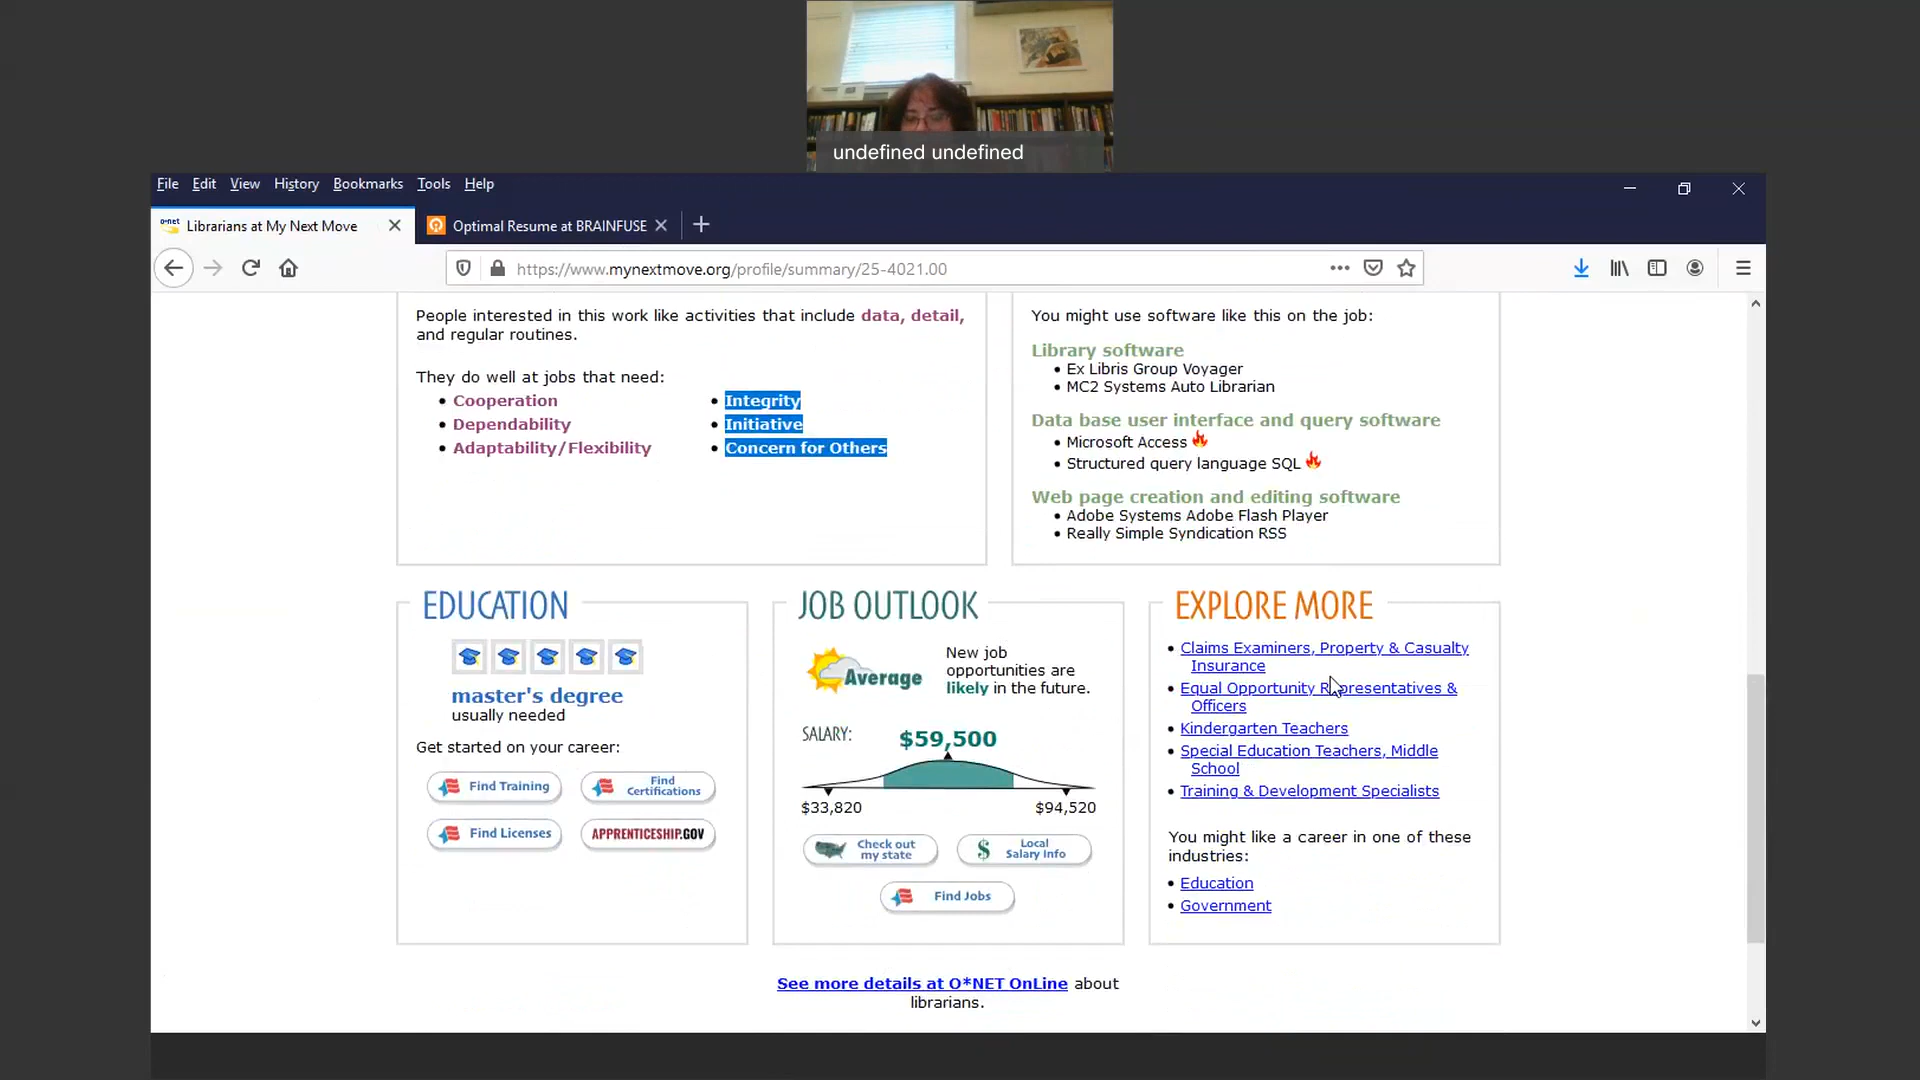 undefined undefined
File Edit View History Bookmarks Tools Help
o·net Librarians at My Next Move
Optimal Resume at BRAINFUSE
https://www.mynextmove.org/profile/summary/25-4021.00
People interested in this work like activities that include data, detail,
and regular routines.
They do well at jobs that need:
Cooperation
Dependability
Adaptability/Flexibility
Integrity
Initiative
Concern for Others
You might use software like this on the job:
Library software
Ex Libris Group Voyager
MC2 Systems Auto Librarian
Data base user interface and query software
Microsoft Access
Structured query language SQL
Web page creation and editing software
Adobe Systems Adobe Flash Player
Really Simple Syndication RSS
EDUCATION
master's degree
usually needed
Get started on your career:
Find Training
Find
Certifications
Find Licenses
APPRENTICESHIP.GOV
JOB OUTLOOK
Average
New job
opportunities are
likely in the future.
SALARY:
$59,500
$33,820
$94,520
Check out
my state
$ Local
Salary Info
Find Jobs
EXPLORE MORE
Claims Examiners, Property & Casualty
Insurance
Equal Opportunity Representatives &
Officers
Kindergarten Teachers
Special Education Teachers, Middle
School
Training & Development Specialists
You might like a career in one of these
industries:
Education
Government
See more details at O*NET OnLine about
librarians.